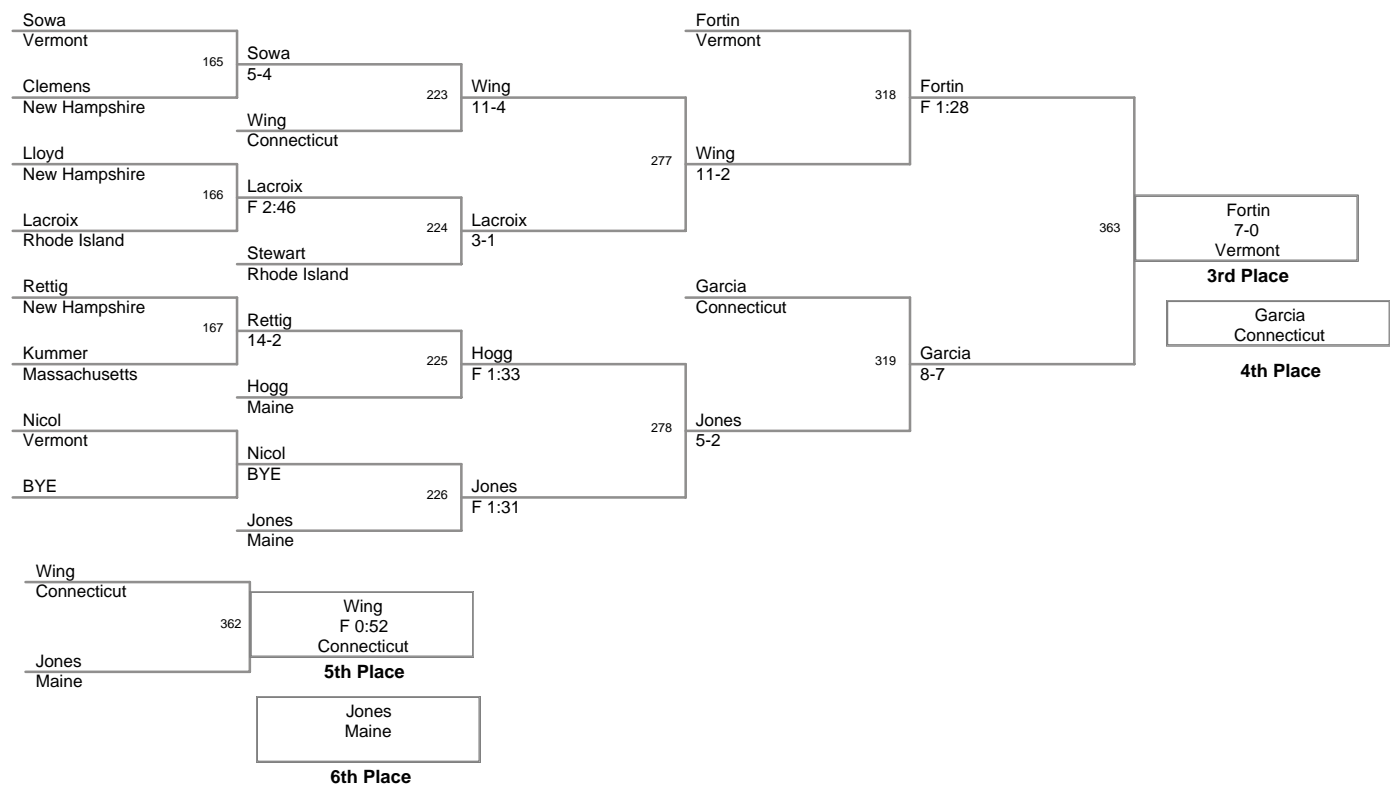 Sowa
Vermont
165
Clemens
New Hampshire
Lloyd
New Hampshire
166
Lacroix
Rhode Island
Rettig
New Hampshire
167
Kummer
Massachusetts
Nicol
Vermont
BYE
Sowa
5-4
223
Wing
Connecticut
Lacroix
F 2:46
224
Stewart
Rhode Island
Rettig
14-2
225
Hogg
Maine
Nicol
BYE
226
Jones
Maine
Wing
11-4
277
Lacroix
3-1
Hogg
F 1:33
278
Jones
F 1:31
Fortin
Vermont
318
Wing
11-2
Garcia
Connecticut
319
Jones
5-2
Fortin
F 1:28
363
Garcia
8-7
Fortin
7-0
Vermont
3rd Place
Garcia
Connecticut
4th Place
Wing
Connecticut
362
Jones
Maine
Wing
F 0:52
Connecticut
5th Place
Jones
Maine
6th Place